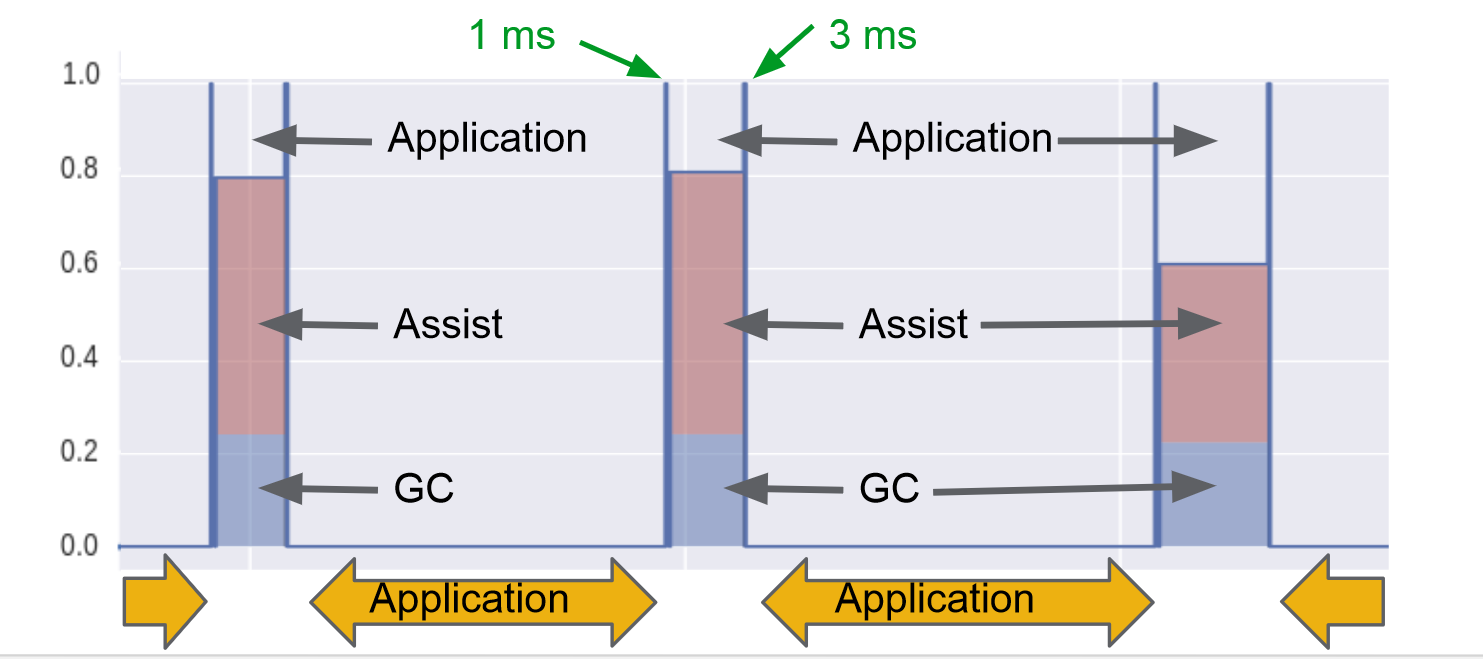 1 ms 3 ms
1.0
Application Application
0.8
0.6
Assist Assist
0.4
0.2
GC GC
0.0
Application Application